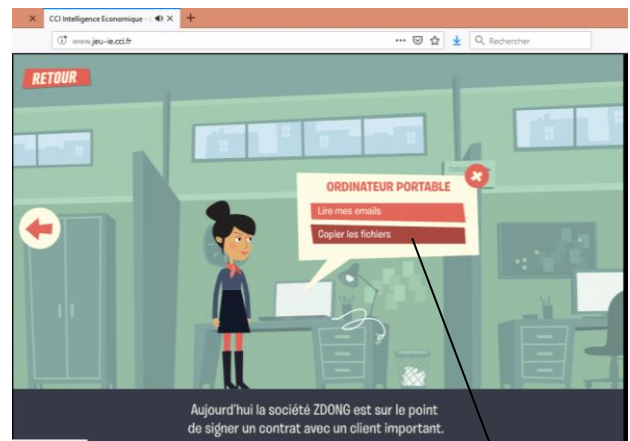 CCI Intelligence Economique -
www.jeu-ie.cci.fr
Rechercher
RETOUR
ORDINATEUR PORTABLE
Lire mes emails
Copier les fichiers
Aujourd'hui la société ZDONG est sur le point
de signer un contrat avec un client important.